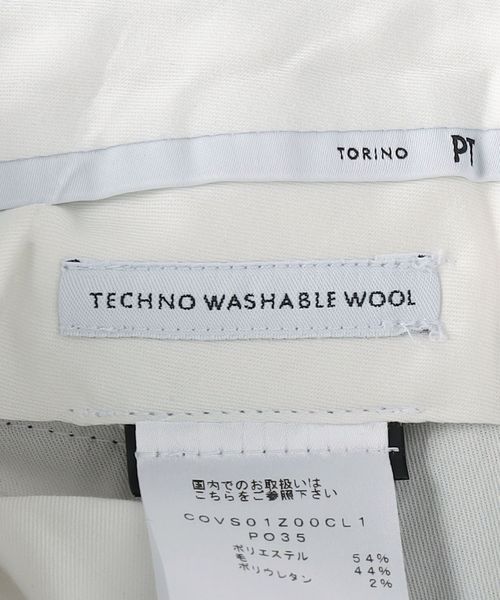 TORINO PT
TECHNO WASHABLE WOOL
国内でのお取扱いは
こちらをご参照下さい
COVS01Z00CL1
PO35
ポリエステル 54%
毛 44%
ポリウレタン 2%